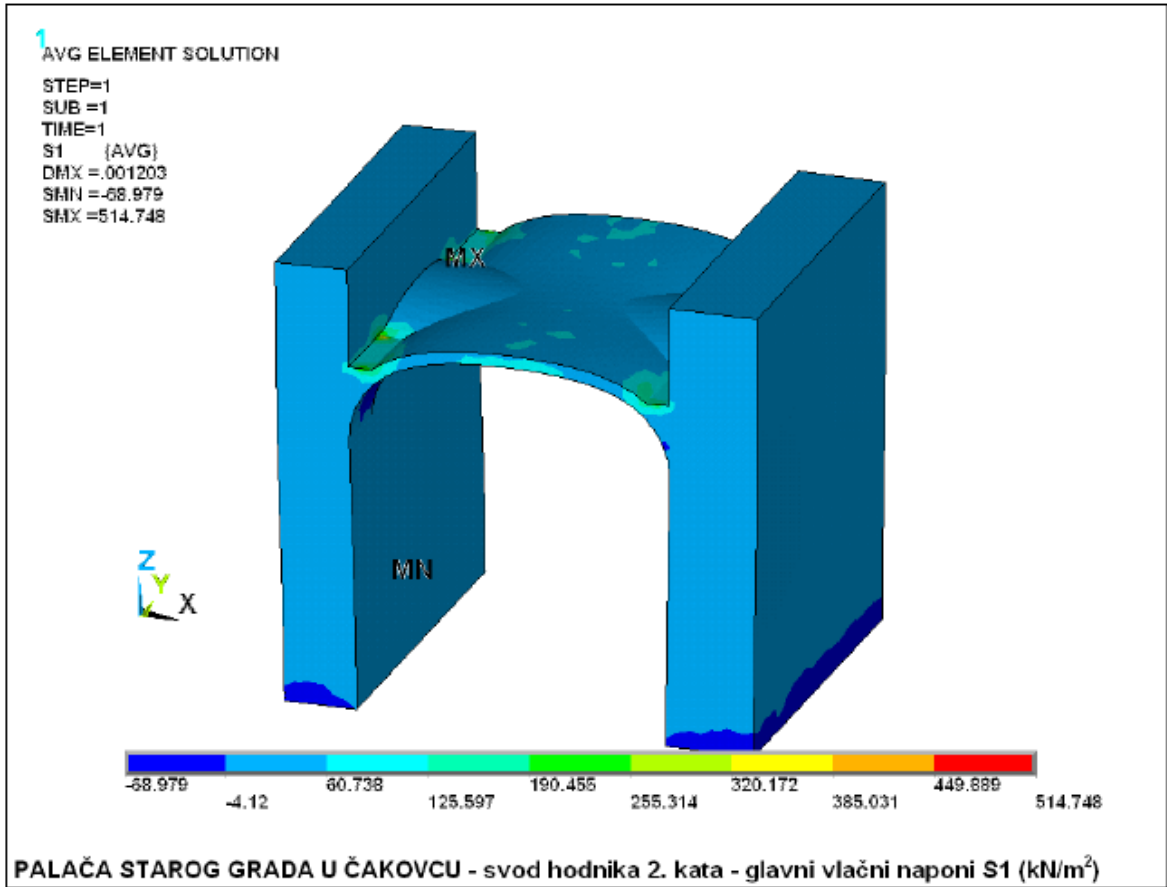 1
AVG ELEMENT SOLUTION
STEP=1
SUB =1
TIME=1
S1 (AVG)
DMX =.001203
SMN =-68.979
SMX =514.748
MX
MN
Z
Y
X
-68.979 60.738 190.455 320.172 449.889
-4.12 125.597 255.314 385.031 514.748
PALAČA STAROG GRADA U ČAKOVCU - svod hodnika 2. kata - glavni vlačni naponi S1 (kN/m²)